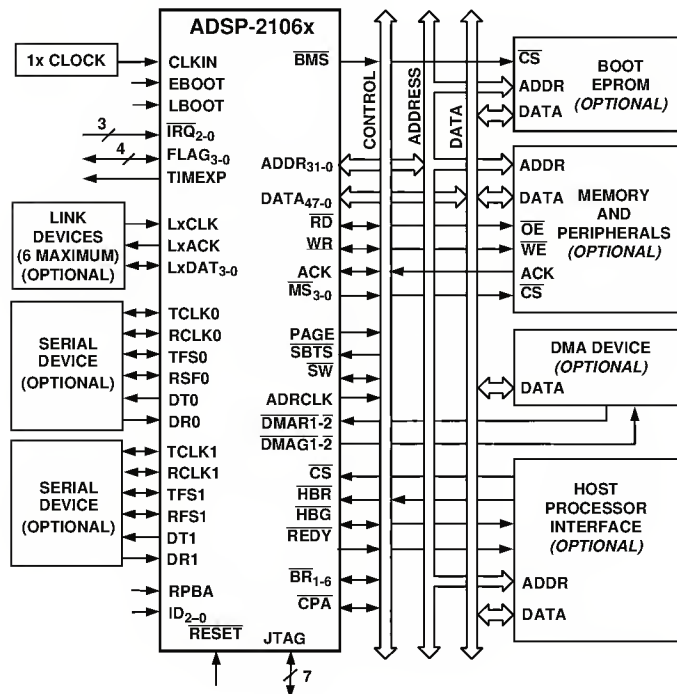 ADSP-2106x
1x CLOCK
CLKIN
EBOOT
LBOOT
3
IRQ2-0
4
FLAG3-0
TIMEXP
LINK
DEVICES
(6 MAXIMUM)
(OPTIONAL)
LxCLK
LxACK
LxDAT3-0
SERIAL
DEVICE
(OPTIONAL)
TCLK0
RCLK0
TFS0
RSF0
DT0
DR0
SERIAL
DEVICE
(OPTIONAL)
TCLK1
RCLK1
TFS1
RFS1
DT1
DR1
RPBA
ID2-0
RESET
JTAG
7
BMS
ADDR31-0
DATA47-0
RD
WR
ACK
MS3-0
PAGE
SBTS
SW
ADRCLK
DMAR1-2
DMAG1-2
CS
HBR
HBG
REDY
BR1-6
CPA
CONTROL
ADDRESS
DATA
CS
BOOT
EPROM
(OPTIONAL)
ADDR
DATA
ADDR
DATA
MEMORY
AND
PERIPHERALS
(OPTIONAL)
OE
WE
ACK
CS
DMA DEVICE
(OPTIONAL)
DATA
HOST
PROCESSOR
INTERFACE
(OPTIONAL)
ADDR
DATA